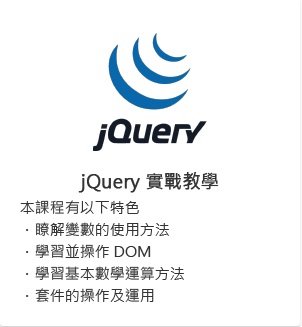 jQuery
jQuery 實戰教學
本課程有以下特色
·瞭解變數的使用方法
·學習並操作 DOM
·學習基本數學運算方法
·套件的操作及運用